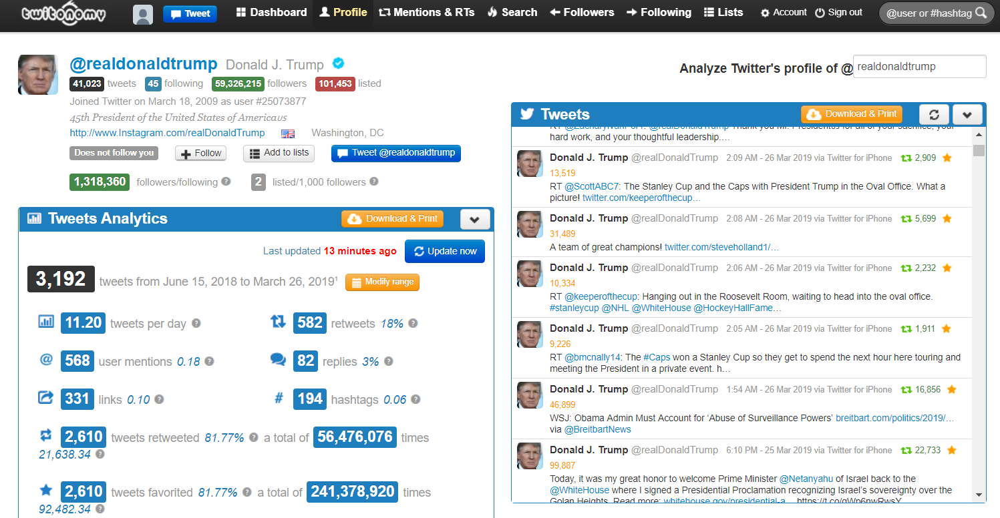 twitonomy Tweet Dashboard Profile Mentions & RTs Search Followers Following Lists Account Sign out @user or #hashtag
@realdonaldtrump Donald J. Trump
41,023 tweets 45 following 59,326,215 followers 101,453 listed
Joined Twitter on March 18, 2009 as user #25073877
45th President of the United States of Americaus
http://www.Instagram.com/realDonaldTrump Washington, DC
Does not follow you Follow Add to lists Tweet @realdonaldtrump
1,318,360 followers/following ? 2 listed/1,000 followers ?
Analyze Twitter's profile of @ realdonaldtrump
Tweets Analytics Download & Print
Last updated 13 minutes ago Update now
3,192 tweets from June 15, 2018 to March 26, 2019¹ Modify range
11.20 tweets per day ? 582 retweets 18% ?
@ 568 user mentions 0.18 ? 82 replies 3% ?
331 links 0.10 ? # 194 hashtags 0.06 ?
2,610 tweets retweeted 81.77% ? a total of 56,476,076 times
21,638.34 ?
2,610 tweets favorited 81.77% ? a total of 241,378,920 times
92,482.34 ?
Tweets Download & Print
hard work, and your thoughtful leadership.…
Donald J. Trump @realDonaldTrump 2:09 AM - 26 Mar 2019 via Twitter for iPhone 2,909
13,519
RT @ScottABC7: The Stanley Cup and the Caps with President Trump in the Oval Office. What a
picture! twitter.com/keeperofthecup…
Donald J. Trump @realDonaldTrump 2:08 AM - 26 Mar 2019 via Twitter for iPhone 5,699
31,489
A team of great champions! twitter.com/steveholland1/…
Donald J. Trump @realDonaldTrump 2:06 AM - 26 Mar 2019 via Twitter for iPhone 2,232
10,334
RT @keeperofthecup: Hanging out in the Roosevelt Room, waiting to head into the oval office.
#stanleycup @NHL @WhiteHouse @HockeyHallFame…
Donald J. Trump @realDonaldTrump 2:05 AM - 26 Mar 2019 via Twitter for iPhone 1,911
9,226
RT @bmcnally14: The #Caps won a Stanley Cup so they get to spend the next hour here touring and
meeting the President in a private event. h…
Donald J. Trump @realDonaldTrump 1:54 AM - 26 Mar 2019 via Twitter for iPhone 16,856
46,899
WSJ: Obama Admin Must Account for ‘Abuse of Surveillance Powers’ breitbart.com/politics/2019/…
via @BreitbartNews
Donald J. Trump @realDonaldTrump 6:10 PM - 25 Mar 2019 via Twitter for iPhone 22,733
99,887
Today, it was my great honor to welcome Prime Minister @Netanyahu of Israel back to the
@WhiteHouse where I signed a Presidential Proclamation recognizing Israel's sovereignty over the
Golan Heights. Read more: whitehouse.gov/presidential-a…